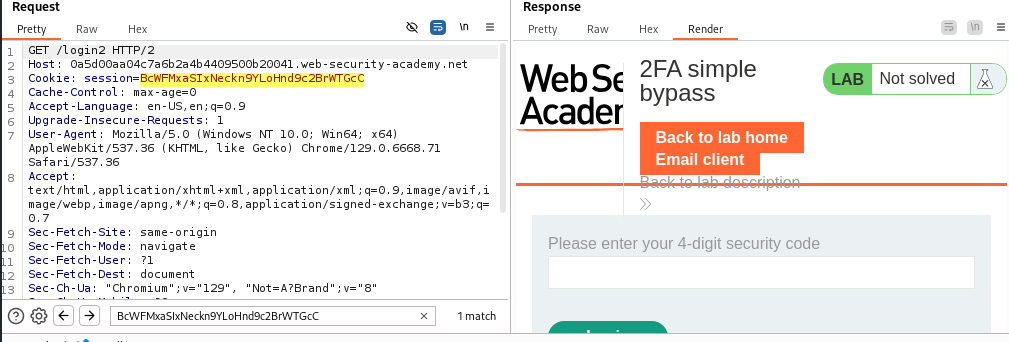 Request
Pretty Raw Hex
\n
1 GET /login2 HTTP/2
2 Host: 0a5d00aa04c7a6b2a4b4409500b20041.web-security-academy.net
3 Cookie: session=BcWFMxaSIxNeckn9YLoHnd9c2BrWTGcC
4 Cache-Control: max-age=0
5 Accept-Language: en-US,en;q=0.9
6 Upgrade-Insecure-Requests: 1
7 User-Agent: Mozilla/5.0 (Windows NT 10.0; Win64; x64)
AppleWebKit/537.36 (KHTML, like Gecko) Chrome/129.0.6668.71
Safari/537.36
8 Accept:
text/html,application/xhtml+xml,application/xml;q=0.9,image/avif,i
mage/webp,image/apng,*/*;q=0.8,application/signed-exchange;v=b3;q=
0.7
9 Sec-Fetch-Site: same-origin
10 Sec-Fetch-Mode: navigate
11 Sec-Fetch-User: ?1
12 Sec-Fetch-Dest: document
13 Sec-Ch-Ua: "Chromium";v="129", "Not=A?Brand";v="8"
BcWFMxaSIxNeckn9YLoHnd9c2BrWTGcC
1 match
Response
Pretty Raw Hex Render
\n
Web Se
Academ
2FA simple
bypass
LAB Not solved
Back to lab home
Email client
Back to lab description
Please enter your 4-digit security code